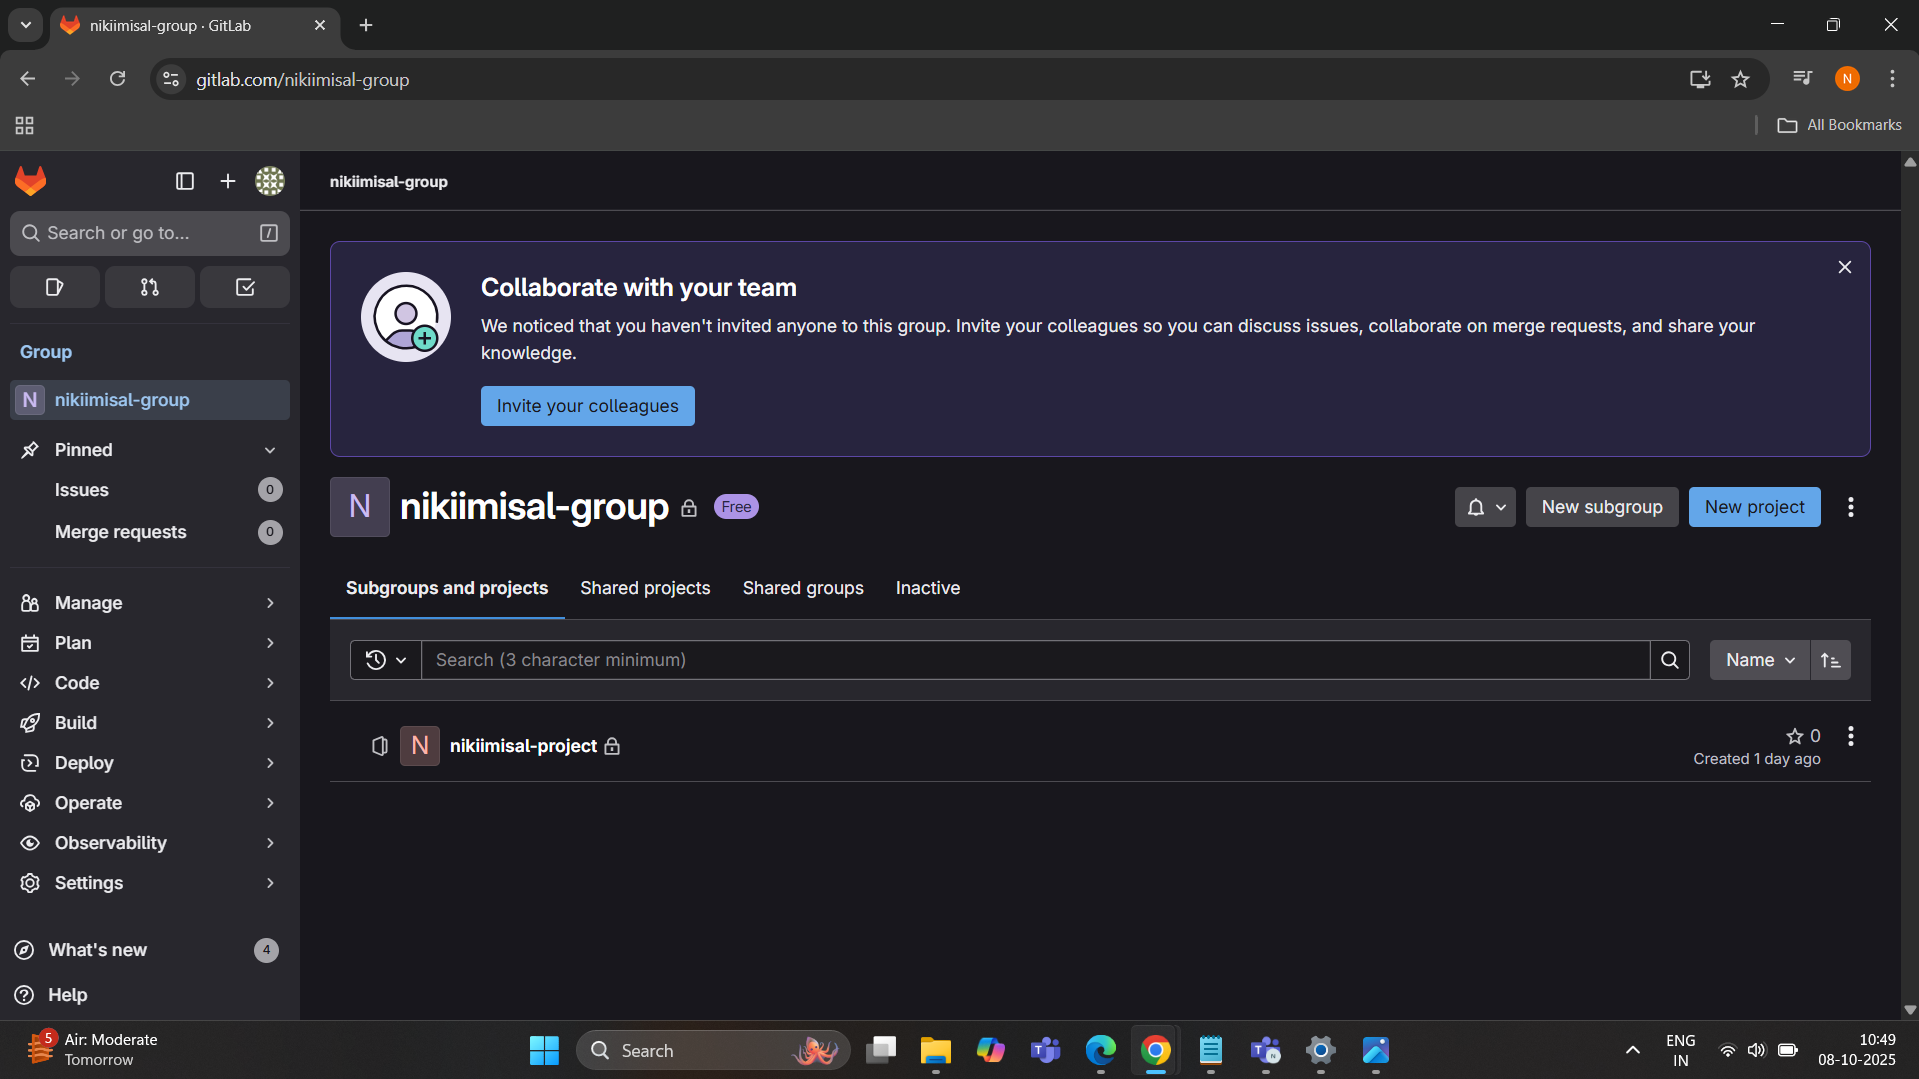 nikiimisal-group · GitLab
gitlab.com/nikiimisal-group
N
All Bookmarks
nikiimisal-group
Search or go to...
/
Collaborate with your team
We noticed that you haven't invited anyone to this group. Invite your colleagues so you can discuss issues, collaborate on merge requests, and share your
knowledge.
Invite your colleagues
Group
N nikiimisal-group
Pinned
Issues 0
Merge requests 0
Manage
Plan
Code
Build
Deploy
Operate
Observability
Settings
What's new 4
Help
N nikiimisal-group Free
New subgroup New project
Subgroups and projects Shared projects Shared groups Inactive
Search (3 character minimum)
Name
N nikiimisal-project
0
Created 1 day ago
5
Air: Moderate
Tomorrow
Search
ENG
IN
10:49
08-10-2025